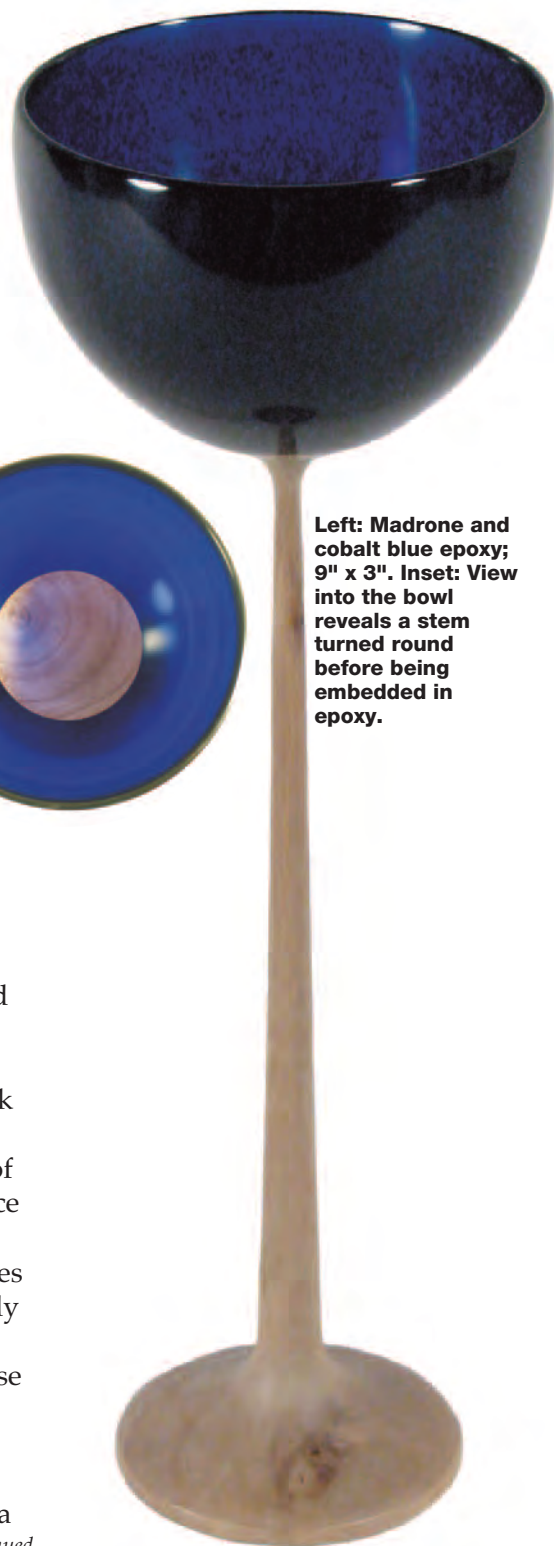 Left: Madrone and
cobalt blue epoxy;
9" x 3". Inset: View
into the bowl
reveals a stem
turned round
before being
embedded in
epoxy.
of
a